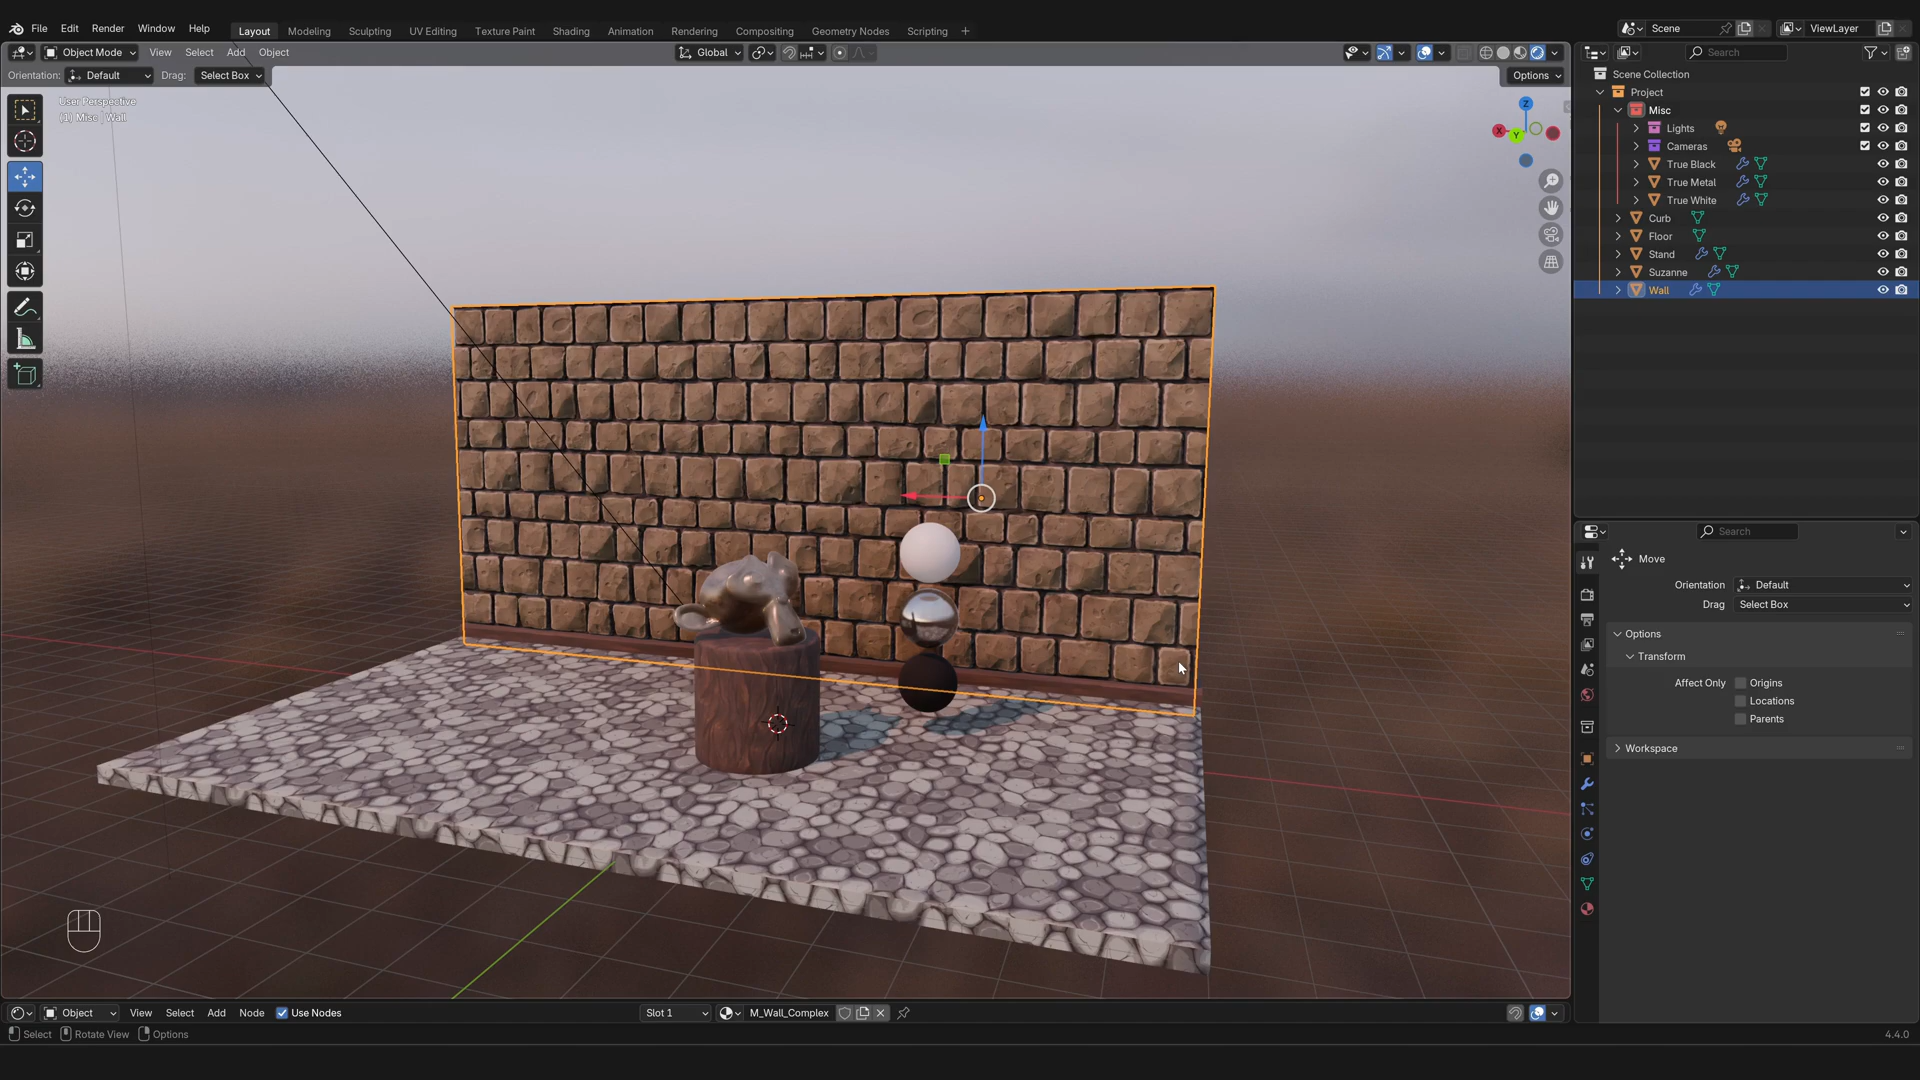 File Edit Render Window Help Layout Modeling Sculpting UV Editing Texture Paint Shading Animation Rendering Compositing Geometry Nodes Scripting + Scene ViewLayer
Object Mode View Select Add Object Global Search
Orientation: Default Drag: Select Box Options
Scene Collection
Project
Misc
Lights
Cameras
True Black
True Metal
True White
Curb
Floor
Stand
Suzanne
Wall
User Perspective
(1) Misc | Wall
Z
X
Y
Search
Move
Orientation Default
Drag Select Box
Options
Transform
Affect Only Origins
Locations
Parents
Workspace
Object View Select Add Node Use Nodes Slot 1 M_Wall_Complex
Select Rotate View Options 4.4.0